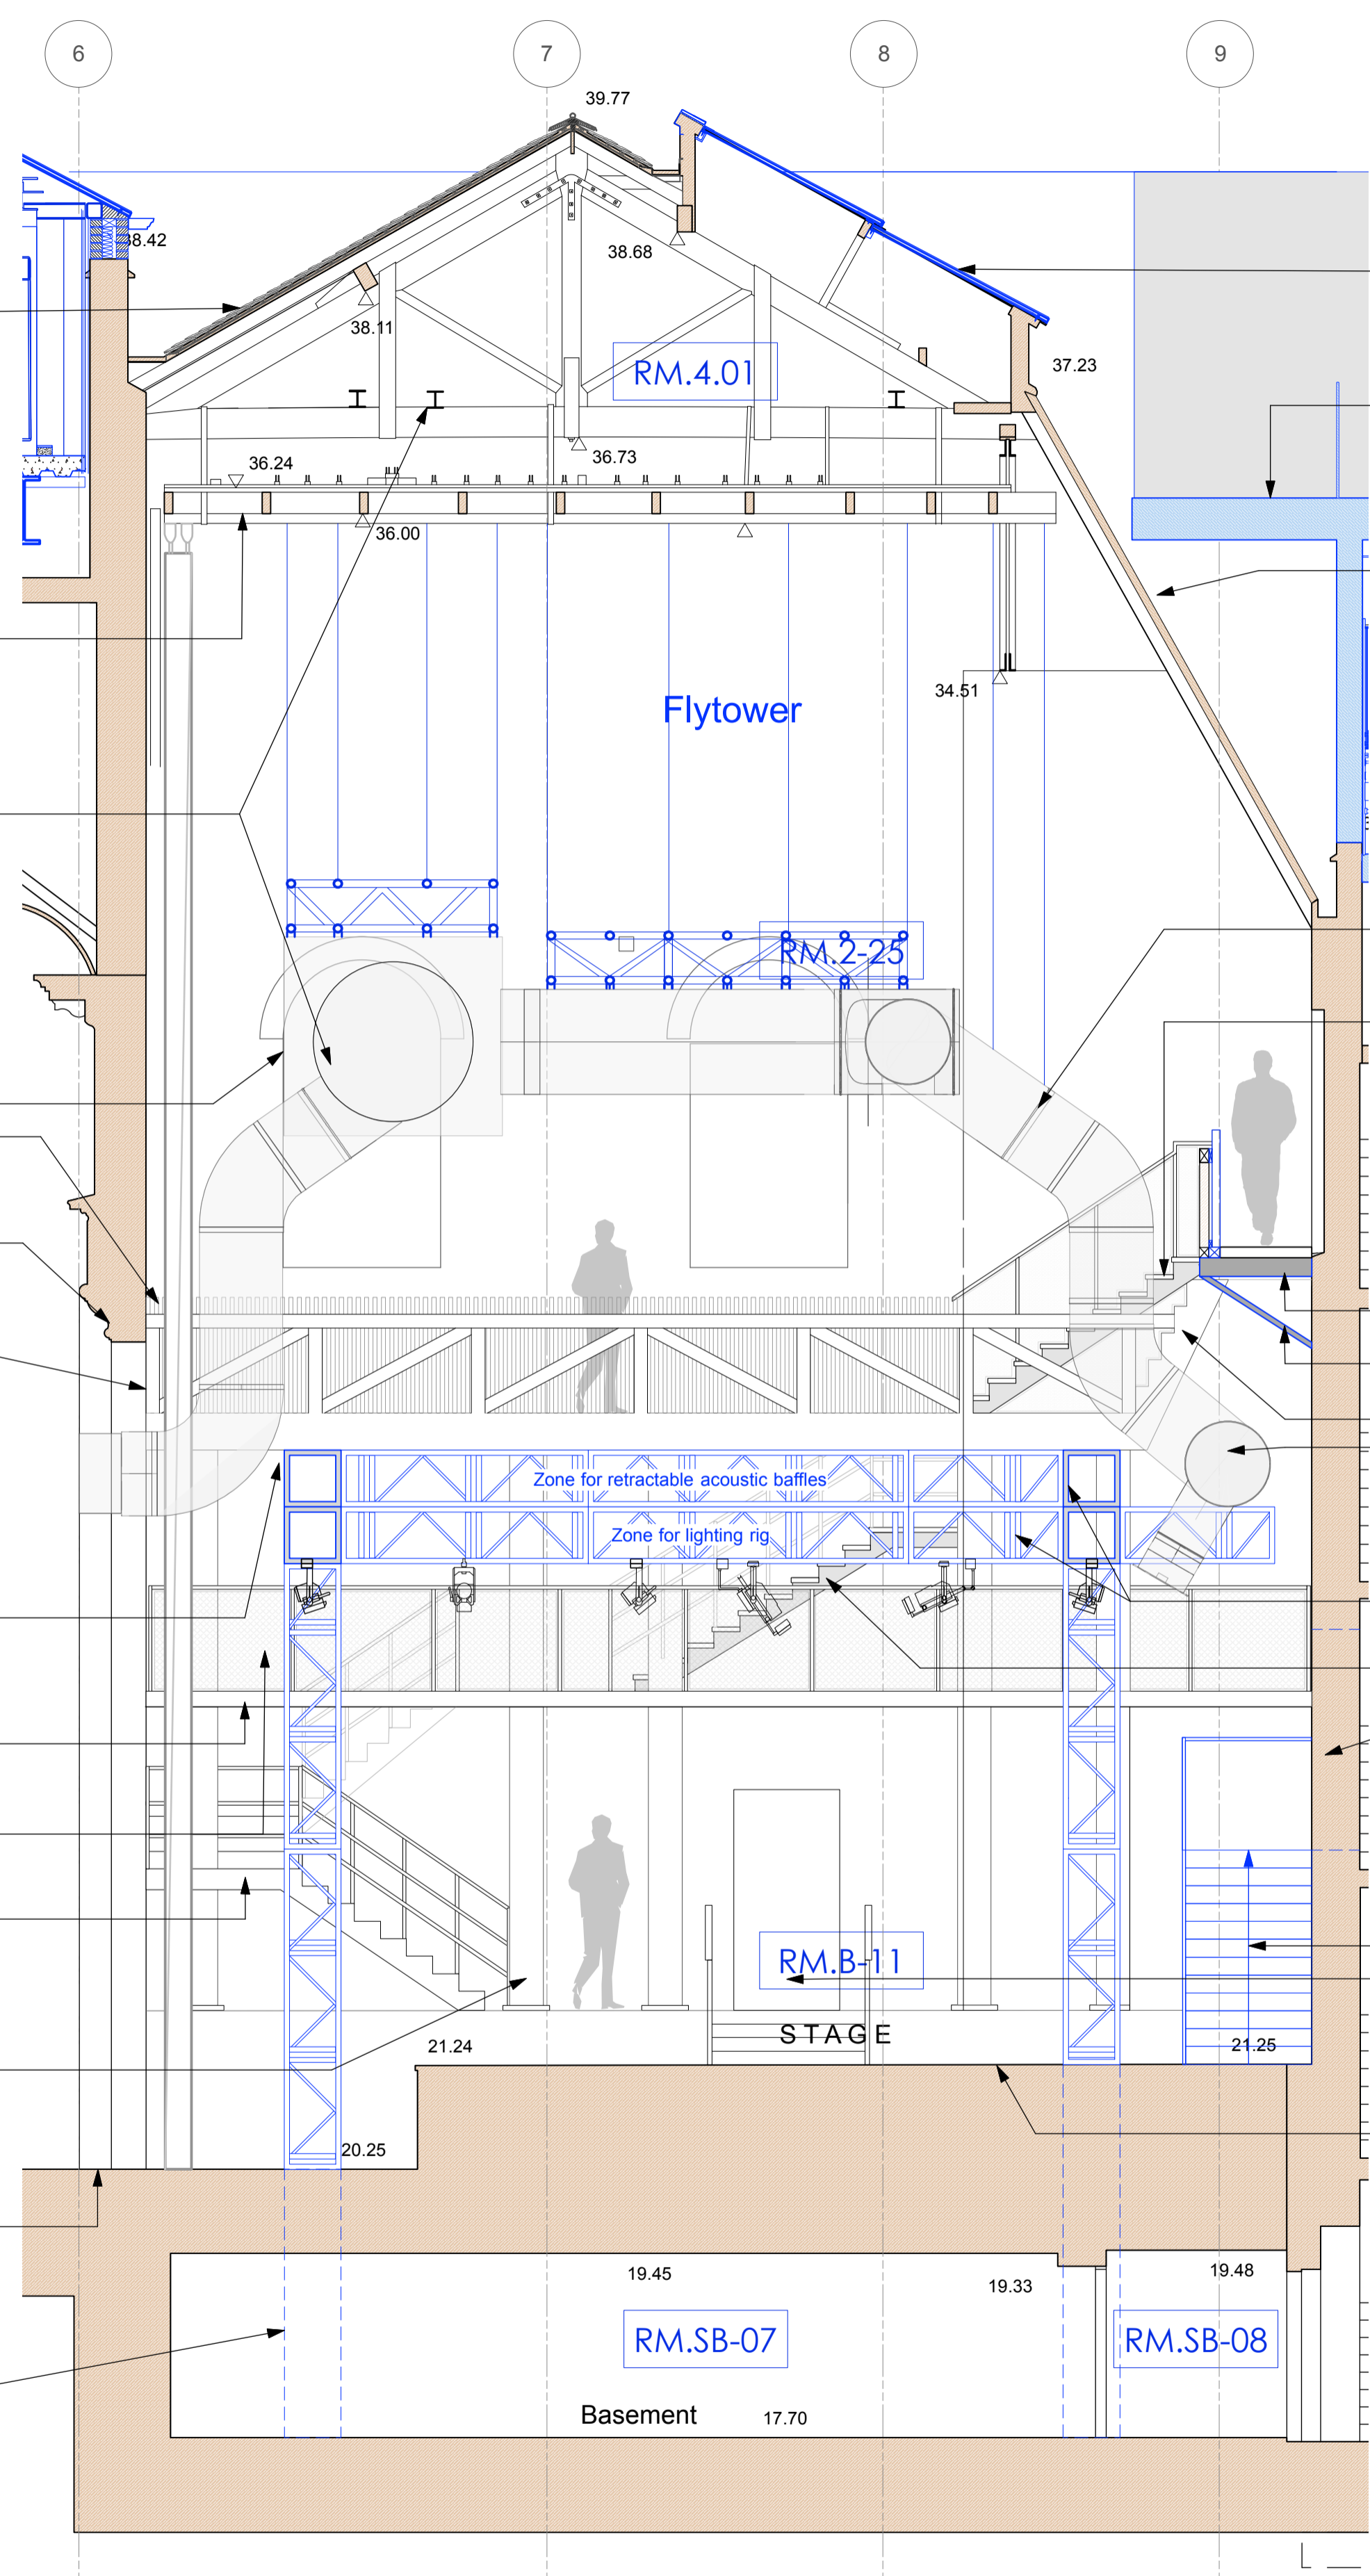 6
7
8
9
39.77
38.42
38.68
38.11
RM.4.01
37.23
36.24
36.73
36.00
34.51
Flytower
RM.2-25
Zone for retractable acoustic baffles
Zone for lighting rig
RM.B-11
STAGE
21.24
21.25
20.25
19.45
19.33
19.48
RM.SB-07
RM.SB-08
Basement
17.70